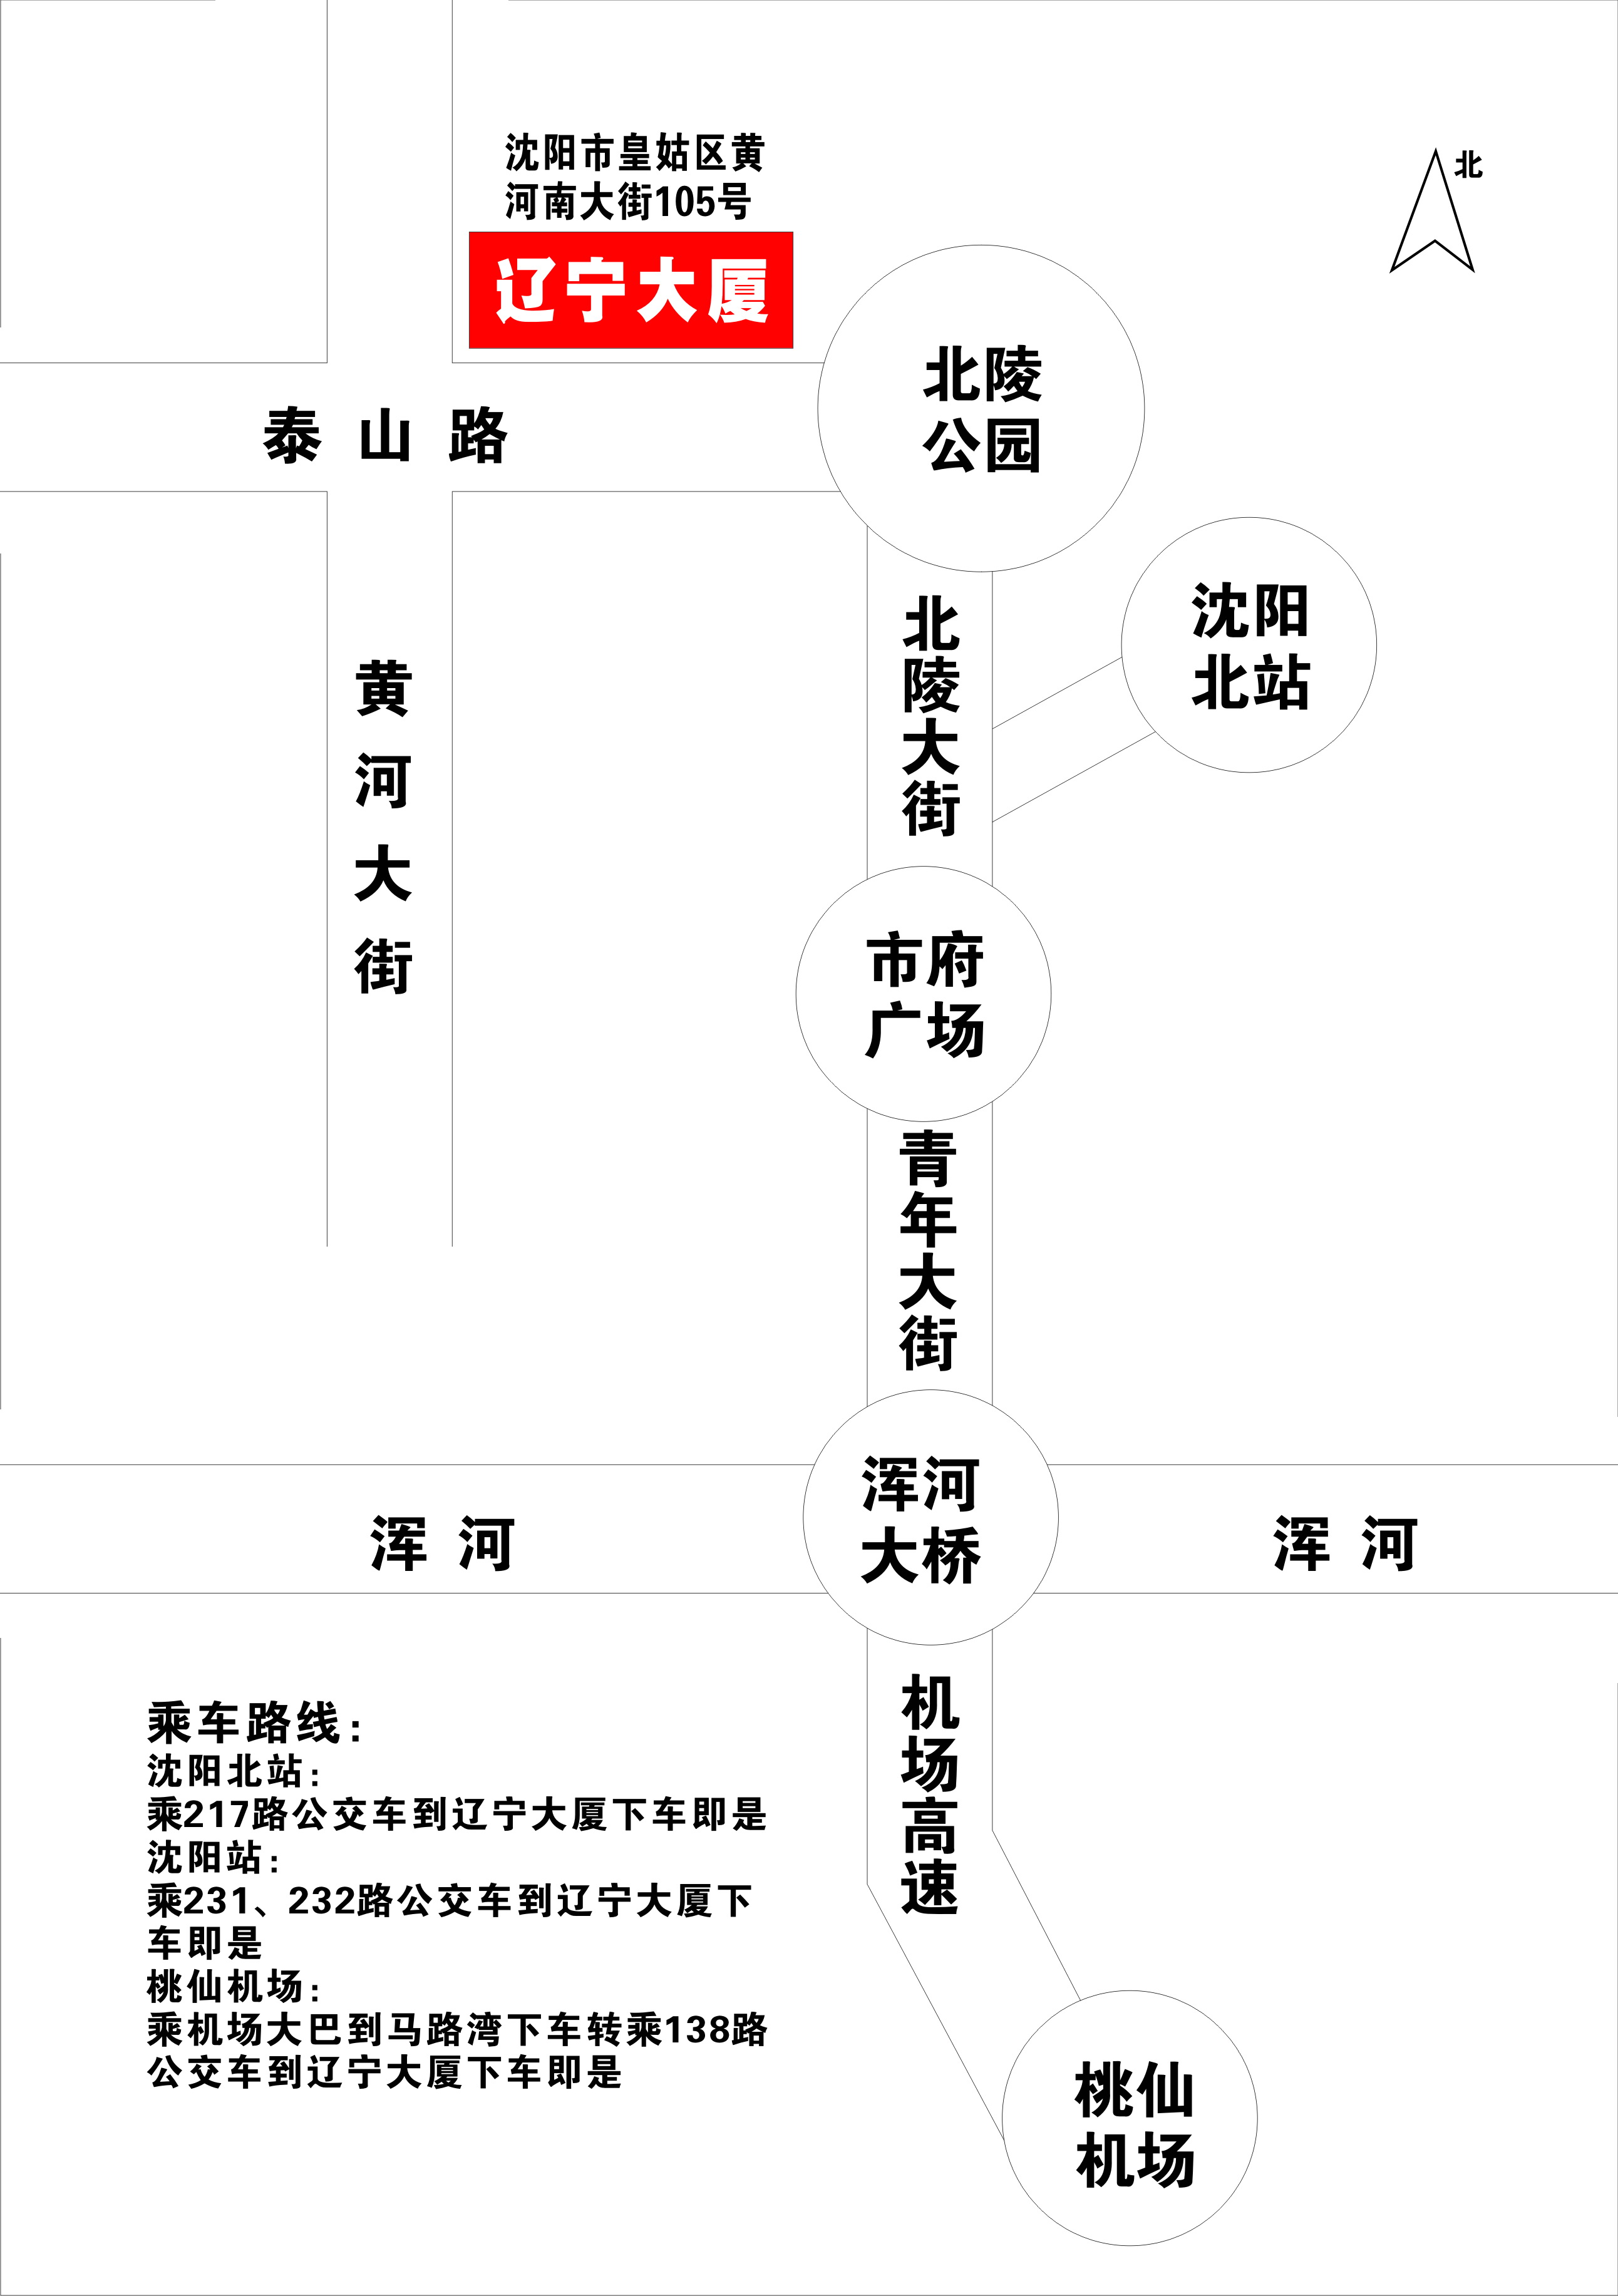 沈阳市皇姑区黄
河南大街105号
辽宁大厦
北
北陵
公园
泰山路
沈阳
北站
北陵大街
黄河大街
市府
广场
青年大街
浑河
大桥
浑河
浑河
机场高速
乘车路线：
沈阳北站：
乘217路公交车到辽宁大厦下车即是
沈阳站：
乘231、232路公交车到辽宁大厦下
车即是
桃仙机场：
乘机场大巴到马路湾下车转乘138路
公交车到辽宁大厦下车即是
桃仙
机场